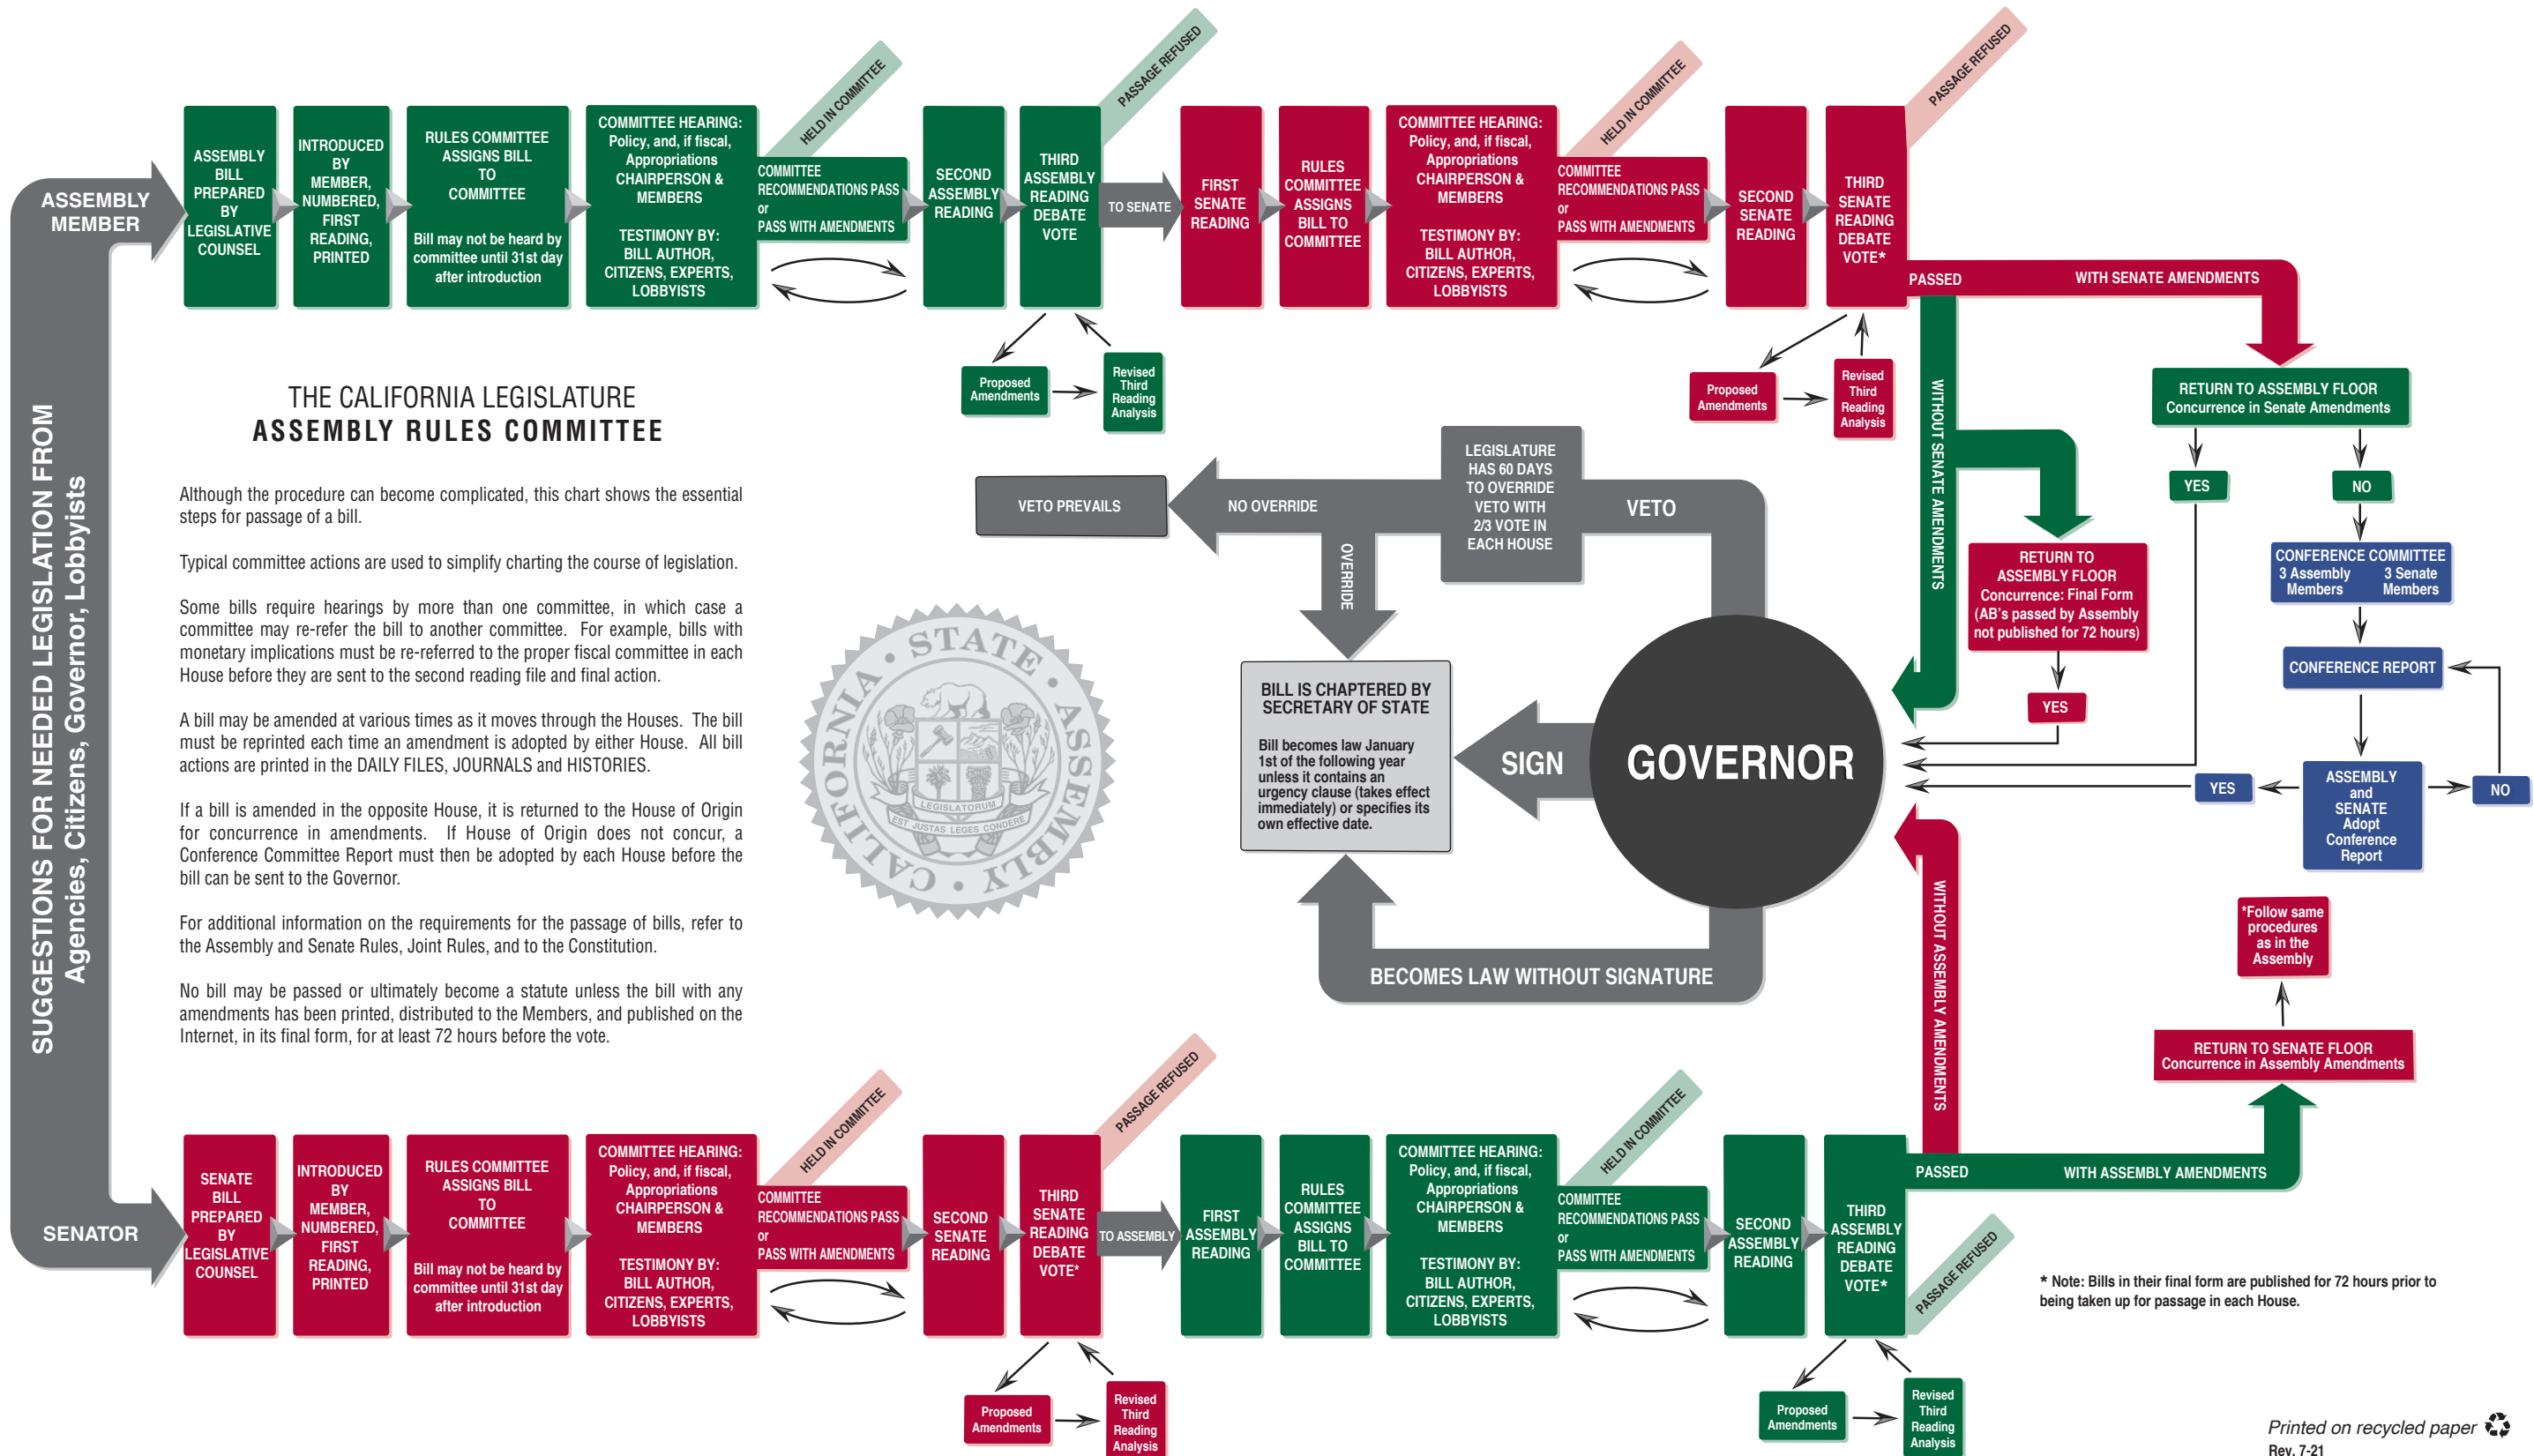 SUGGESTIONS FOR NEEDED LEGISLATION FROM
Agencies, Citizens, Governor, Lobbyists
ASSEMBLY
MEMBER
ASSEMBLY
BILL
PREPARED
BY
LEGISLATIVE
COUNSEL
INTRODUCED
BY
MEMBER,
NUMBERED,
FIRST
READING,
PRINTED
RULES COMMITTEE
ASSIGNS BILL
TO
COMMITTEE
Bill may not be heard by
committee until 31st day
after introduction
COMMITTEE HEARING:
Policy, and, if fiscal,
Appropriations
CHAIRPERSON &
MEMBERS
TESTIMONY BY:
BILL AUTHOR,
CITIZENS, EXPERTS,
LOBBYISTS
HELD IN COMMITTEE
COMMITTEE
RECOMMENDATIONS PASS
or
PASS WITH AMENDMENTS
SECOND
ASSEMBLY
READING
THIRD
ASSEMBLY
READING
DEBATE
VOTE
PASSAGE REFUSED
Proposed
Amendments
Revised
Third
Reading
Analysis
TO SENATE
FIRST
SENATE
READING
RULES
COMMITTEE
ASSIGNS
BILL TO
COMMITTEE
COMMITTEE HEARING:
Policy, and, if fiscal,
Appropriations
CHAIRPERSON &
MEMBERS
TESTIMONY BY:
BILL AUTHOR,
CITIZENS, EXPERTS,
LOBBYISTS
HELD IN COMMITTEE
COMMITTEE
RECOMMENDATIONS PASS
or
PASS WITH AMENDMENTS
SECOND
SENATE
READING
THIRD
SENATE
READING
DEBATE
VOTE*
PASSAGE REFUSED
Proposed
Amendments
Revised
Third
Reading
Analysis
PASSED
WITH SENATE AMENDMENTS
WITHOUT SENATE AMENDMENTS
RETURN TO ASSEMBLY FLOOR
Concurrence in Senate Amendments
YES
NO
RETURN TO
ASSEMBLY FLOOR
Concurrence: Final Form
(AB's passed by Assembly
not published for 72 hours)
YES
CONFERENCE COMMITTEE
3 Assembly
Members
3 Senate
Members
CONFERENCE REPORT
ASSEMBLY
and
SENATE
Adopt
Conference
Report
YES
NO
THE CALIFORNIA LEGISLATURE
ASSEMBLY RULES COMMITTEE
Although the procedure can become complicated, this chart shows the essential
steps for passage of a bill.
Typical committee actions are used to simplify charting the course of legislation.
Some bills require hearings by more than one committee, in which case a
committee may re-refer the bill to another committee. For example, bills with
monetary implications must be re-referred to the proper fiscal committee in each
House before they are sent to the second reading file and final action.
A bill may be amended at various times as it moves through the Houses. The bill
must be reprinted each time an amendment is adopted by either House. All bill
actions are printed in the DAILY FILES, JOURNALS and HISTORIES.
If a bill is amended in the opposite House, it is returned to the House of Origin
for concurrence in amendments. If House of Origin does not concur, a
Conference Committee Report must then be adopted by each House before the
bill can be sent to the Governor.
For additional information on the requirements for the passage of bills, refer to
the Assembly and Senate Rules, Joint Rules, and to the Constitution.
No bill may be passed or ultimately become a statute unless the bill with any
amendments has been printed, distributed to the Members, and published on the
Internet, in its final form, for at least 72 hours before the vote.
CALIFORNIA • STATE • ASSEMBLY •
LEGISLATORUM
EST JUSTAS LEGES CONDERE
VETO PREVAILS
NO OVERRIDE
OVERRIDE
LEGISLATURE
HAS 60 DAYS
TO OVERRIDE
VETO WITH
2/3 VOTE IN
EACH HOUSE
VETO
BILL IS CHAPTERED BY
SECRETARY OF STATE
Bill becomes law January
1st of the following year
unless it contains an
urgency clause (takes effect
immediately) or specifies its
own effective date.
SIGN
GOVERNOR
BECOMES LAW WITHOUT SIGNATURE
SENATOR
SENATE
BILL
PREPARED
BY
LEGISLATIVE
COUNSEL
INTRODUCED
BY
MEMBER,
NUMBERED,
FIRST
READING,
PRINTED
RULES COMMITTEE
ASSIGNS BILL
TO
COMMITTEE
Bill may not be heard by
committee until 31st day
after introduction
COMMITTEE HEARING:
Policy, and, if fiscal,
Appropriations
CHAIRPERSON &
MEMBERS
TESTIMONY BY:
BILL AUTHOR,
CITIZENS, EXPERTS,
LOBBYISTS
HELD IN COMMITTEE
COMMITTEE
RECOMMENDATIONS PASS
or
PASS WITH AMENDMENTS
SECOND
SENATE
READING
THIRD
SENATE
READING
DEBATE
VOTE*
PASSAGE REFUSED
Proposed
Amendments
Revised
Third
Reading
Analysis
TO ASSEMBLY
FIRST
ASSEMBLY
READING
RULES
COMMITTEE
ASSIGNS
BILL TO
COMMITTEE
COMMITTEE HEARING:
Policy, and, if fiscal,
Appropriations
CHAIRPERSON &
MEMBERS
TESTIMONY BY:
BILL AUTHOR,
CITIZENS, EXPERTS,
LOBBYISTS
HELD IN COMMITTEE
COMMITTEE
RECOMMENDATIONS PASS
or
PASS WITH AMENDMENTS
SECOND
ASSEMBLY
READING
THIRD
ASSEMBLY
READING
DEBATE
VOTE*
PASSAGE REFUSED
Proposed
Amendments
Revised
Third
Reading
Analysis
PASSED
WITH ASSEMBLY AMENDMENTS
WITHOUT ASSEMBLY AMENDMENTS
RETURN TO SENATE FLOOR
Concurrence in Assembly Amendments
*Follow same
procedures
as in the
Assembly
* Note: Bills in their final form are published for 72 hours prior to
being taken up for passage in each House.
Printed on recycled paper
Rev. 7-21